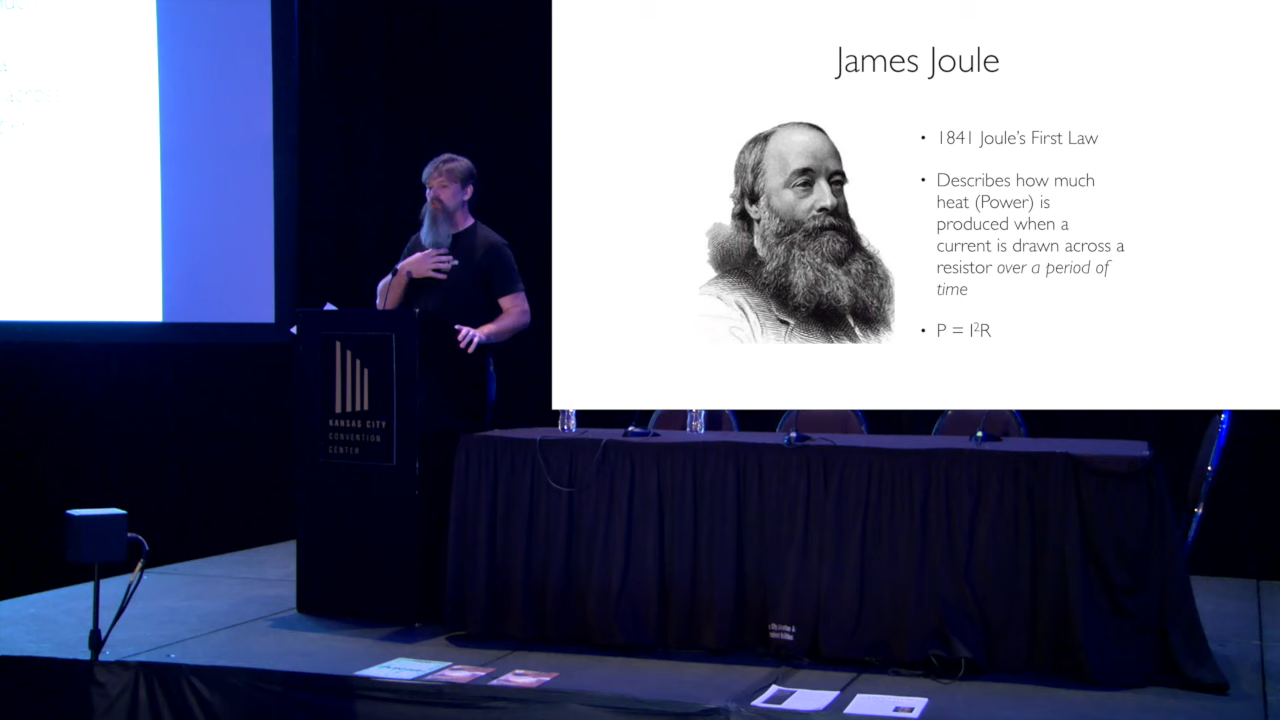 James Joule
• 1841 Joule's First Law
• Describes how much
heat (Power) is
produced when a
current is drawn across a
resistor over a period of
time
• P = I²R
KANSAS CITY
CONVENTION
CENTER